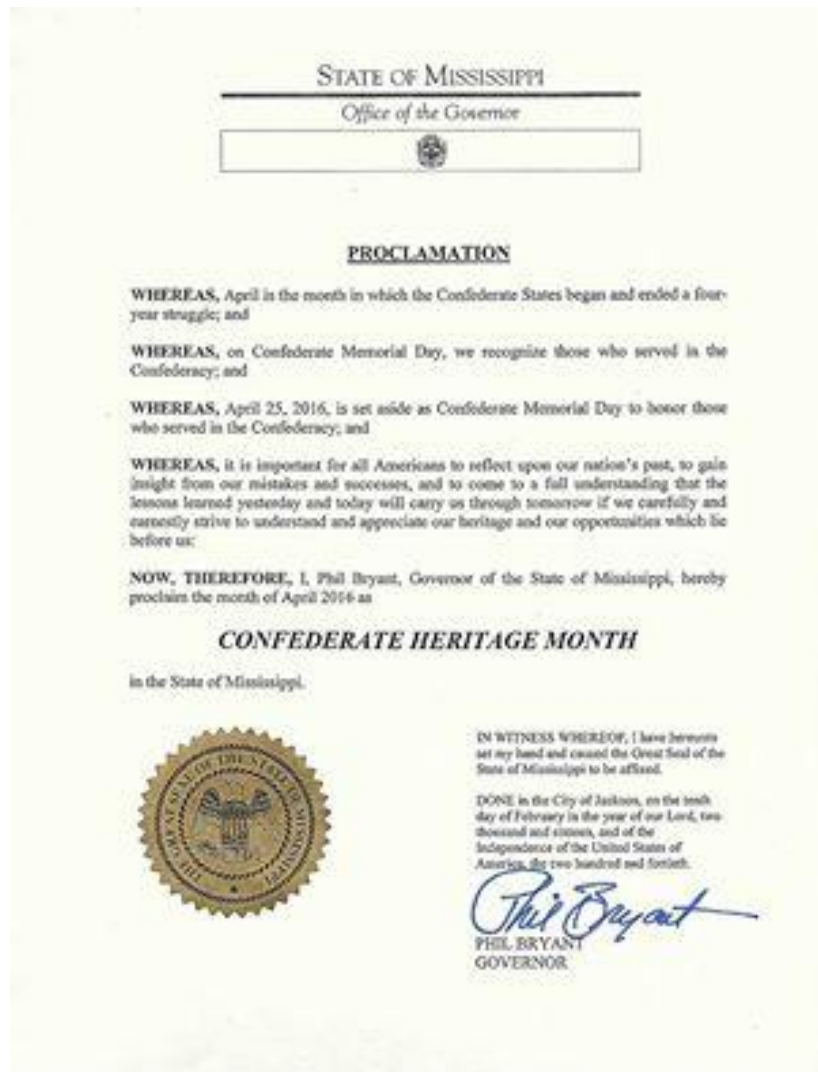 STATE OF MISSISSIPPI
Office of the Governor
PROCLAMATION
WHEREAS, April is the month in which the Confederate States began and ended a four-
year struggle; and
WHEREAS, on Confederate Memorial Day, we recognize those who served in the
Confederacy; and
WHEREAS, April 25, 2016, is set aside as Confederate Memorial Day to honor those
who served in the Confederacy; and
WHEREAS, it is important for all Americans to reflect upon our nation's past, to gain
insight from our mistakes and successes, and to come to a full understanding that the
lessons learned yesterday and today will carry us through tomorrow if we carefully and
earnestly strive to understand and appreciate our heritage and our opportunities which lie
before us:
NOW, THEREFORE, I, Phil Bryant, Governor of the State of Mississippi, hereby
proclaim the month of April 2016 as
CONFEDERATE HERITAGE MONTH
in the State of Mississippi.
THE GREAT SEAL OF THE STATE OF MISSISSIPPI
IN WITNESS WHEREOF, I have hereunto
set my hand and caused the Great Seal of the
State of Mississippi to be affixed.
DONE in the City of Jackson, on the tenth
day of February in the year of our Lord, two
thousand and sixteen, and of the
Independence of the United States of
America, the two hundred and fortieth.
Phil Bryant
PHIL BRYANT
GOVERNOR